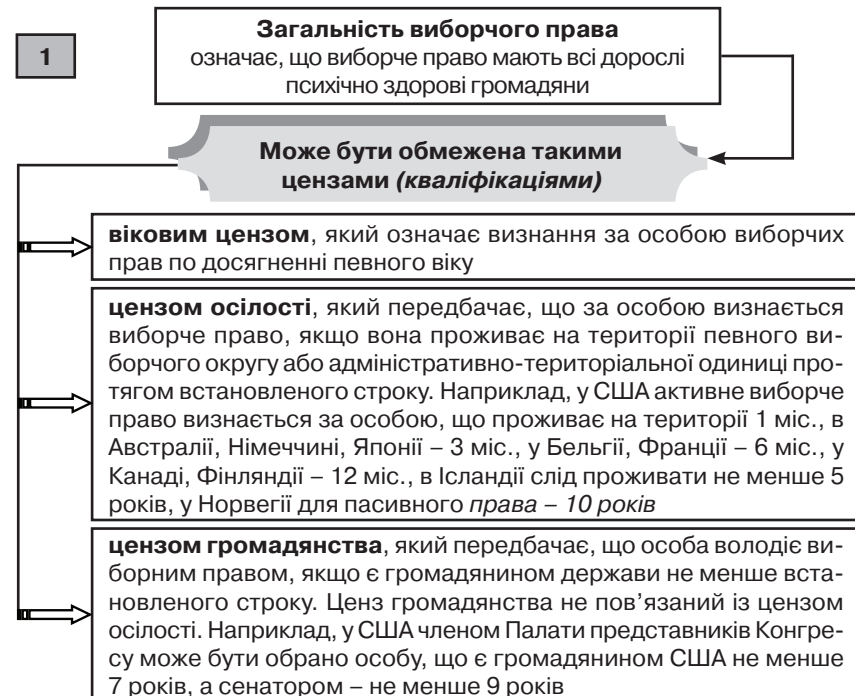 1
Загальність виборчого права
означає, що виборче право мають всі дорослі
психічно здорові громадяни
Може бути обмежена такими
цензами (кваліфікаціями)
віковим цензом, який означає визнання за особою виборчих
прав по досягненні певного віку
цензом осілості, який передбачає, що за особою визнається
виборче право, якщо вона проживає на території певного ви-
борчого округу або адміністративно-територіальної одиниці про-
тягом встановленого строку. Наприклад, у США активне виборче
право визнається за особою, що проживає на території 1 міс., в
Австралії, Німеччині, Японії – 3 міс., у Бельгії, Франції – 6 міс., у
Канаді, Фінляндії – 12 міс., в Ісландії слід проживати не менше 5
років, у Норвегії для пасивного права – 10 років
цензом громадянства, який передбачає, що особа володіє ви-
борним правом, якщо є громадянином держави не менше вста-
новленого строку. Ценз громадянства не пов’язаний із цензом
осілості. Наприклад, у США членом Палати представників Конгре-
су може бути обрано особу, що є громадянином США не менше
7 років, а сенатором – не менше 9 років